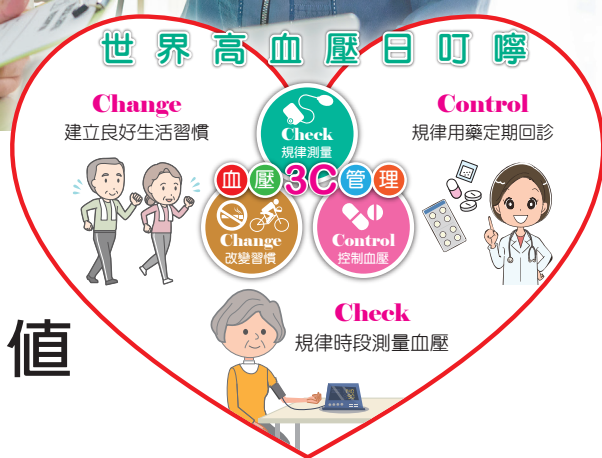 世界高血壓日叮嚀
Change
建立良好生活習慣
Control
規律用藥定期回診
Check
規律測量
血壓3C管理
Change
改變習慣
Control
控制血壓
Check
規律時段測量血壓
值